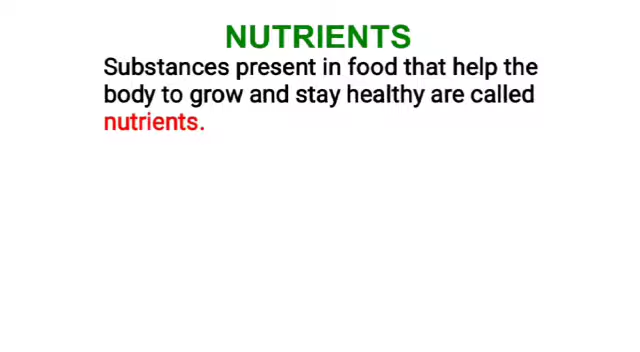 NUTRIENTS
Substances present in food that help the
body to grow and stay healthy are called
nutrients.